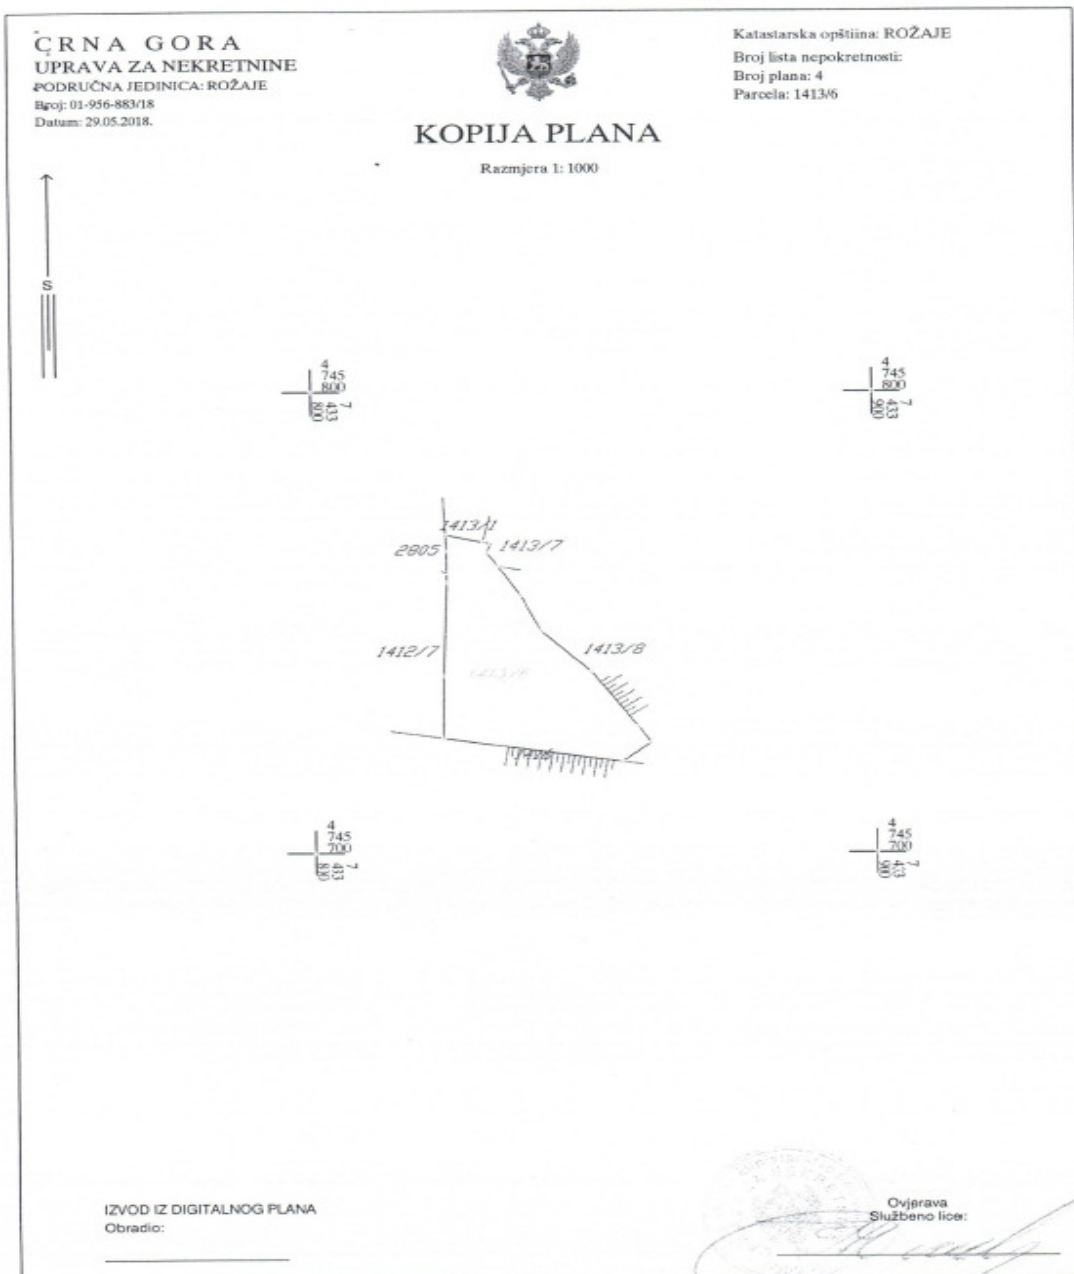 CRNA GORA
UPRAVA ZA NEKRETNINE
PODRUČNA JEDINICA: ROŽAJE
Broj: 01-956-883/18
Datum: 29.05.2018.
Katastarska opštiina: ROŽAJE
Broj lista nepokretnosti:
Broj plana: 4
Parcela: 1413/6
KOPIJA PLANA
Razmjera 1: 1000
S
4
745
800
7
433
800
4
745
800
7
433
900
1413/1
2805
1413/7
1412/7
1413/8
1413/6
4
745
700
7
433
800
4
745
700
7
433
900
IZVOD IZ DIGITALNOG PLANA
Obradio:
Ovjerava
Službeno lice: